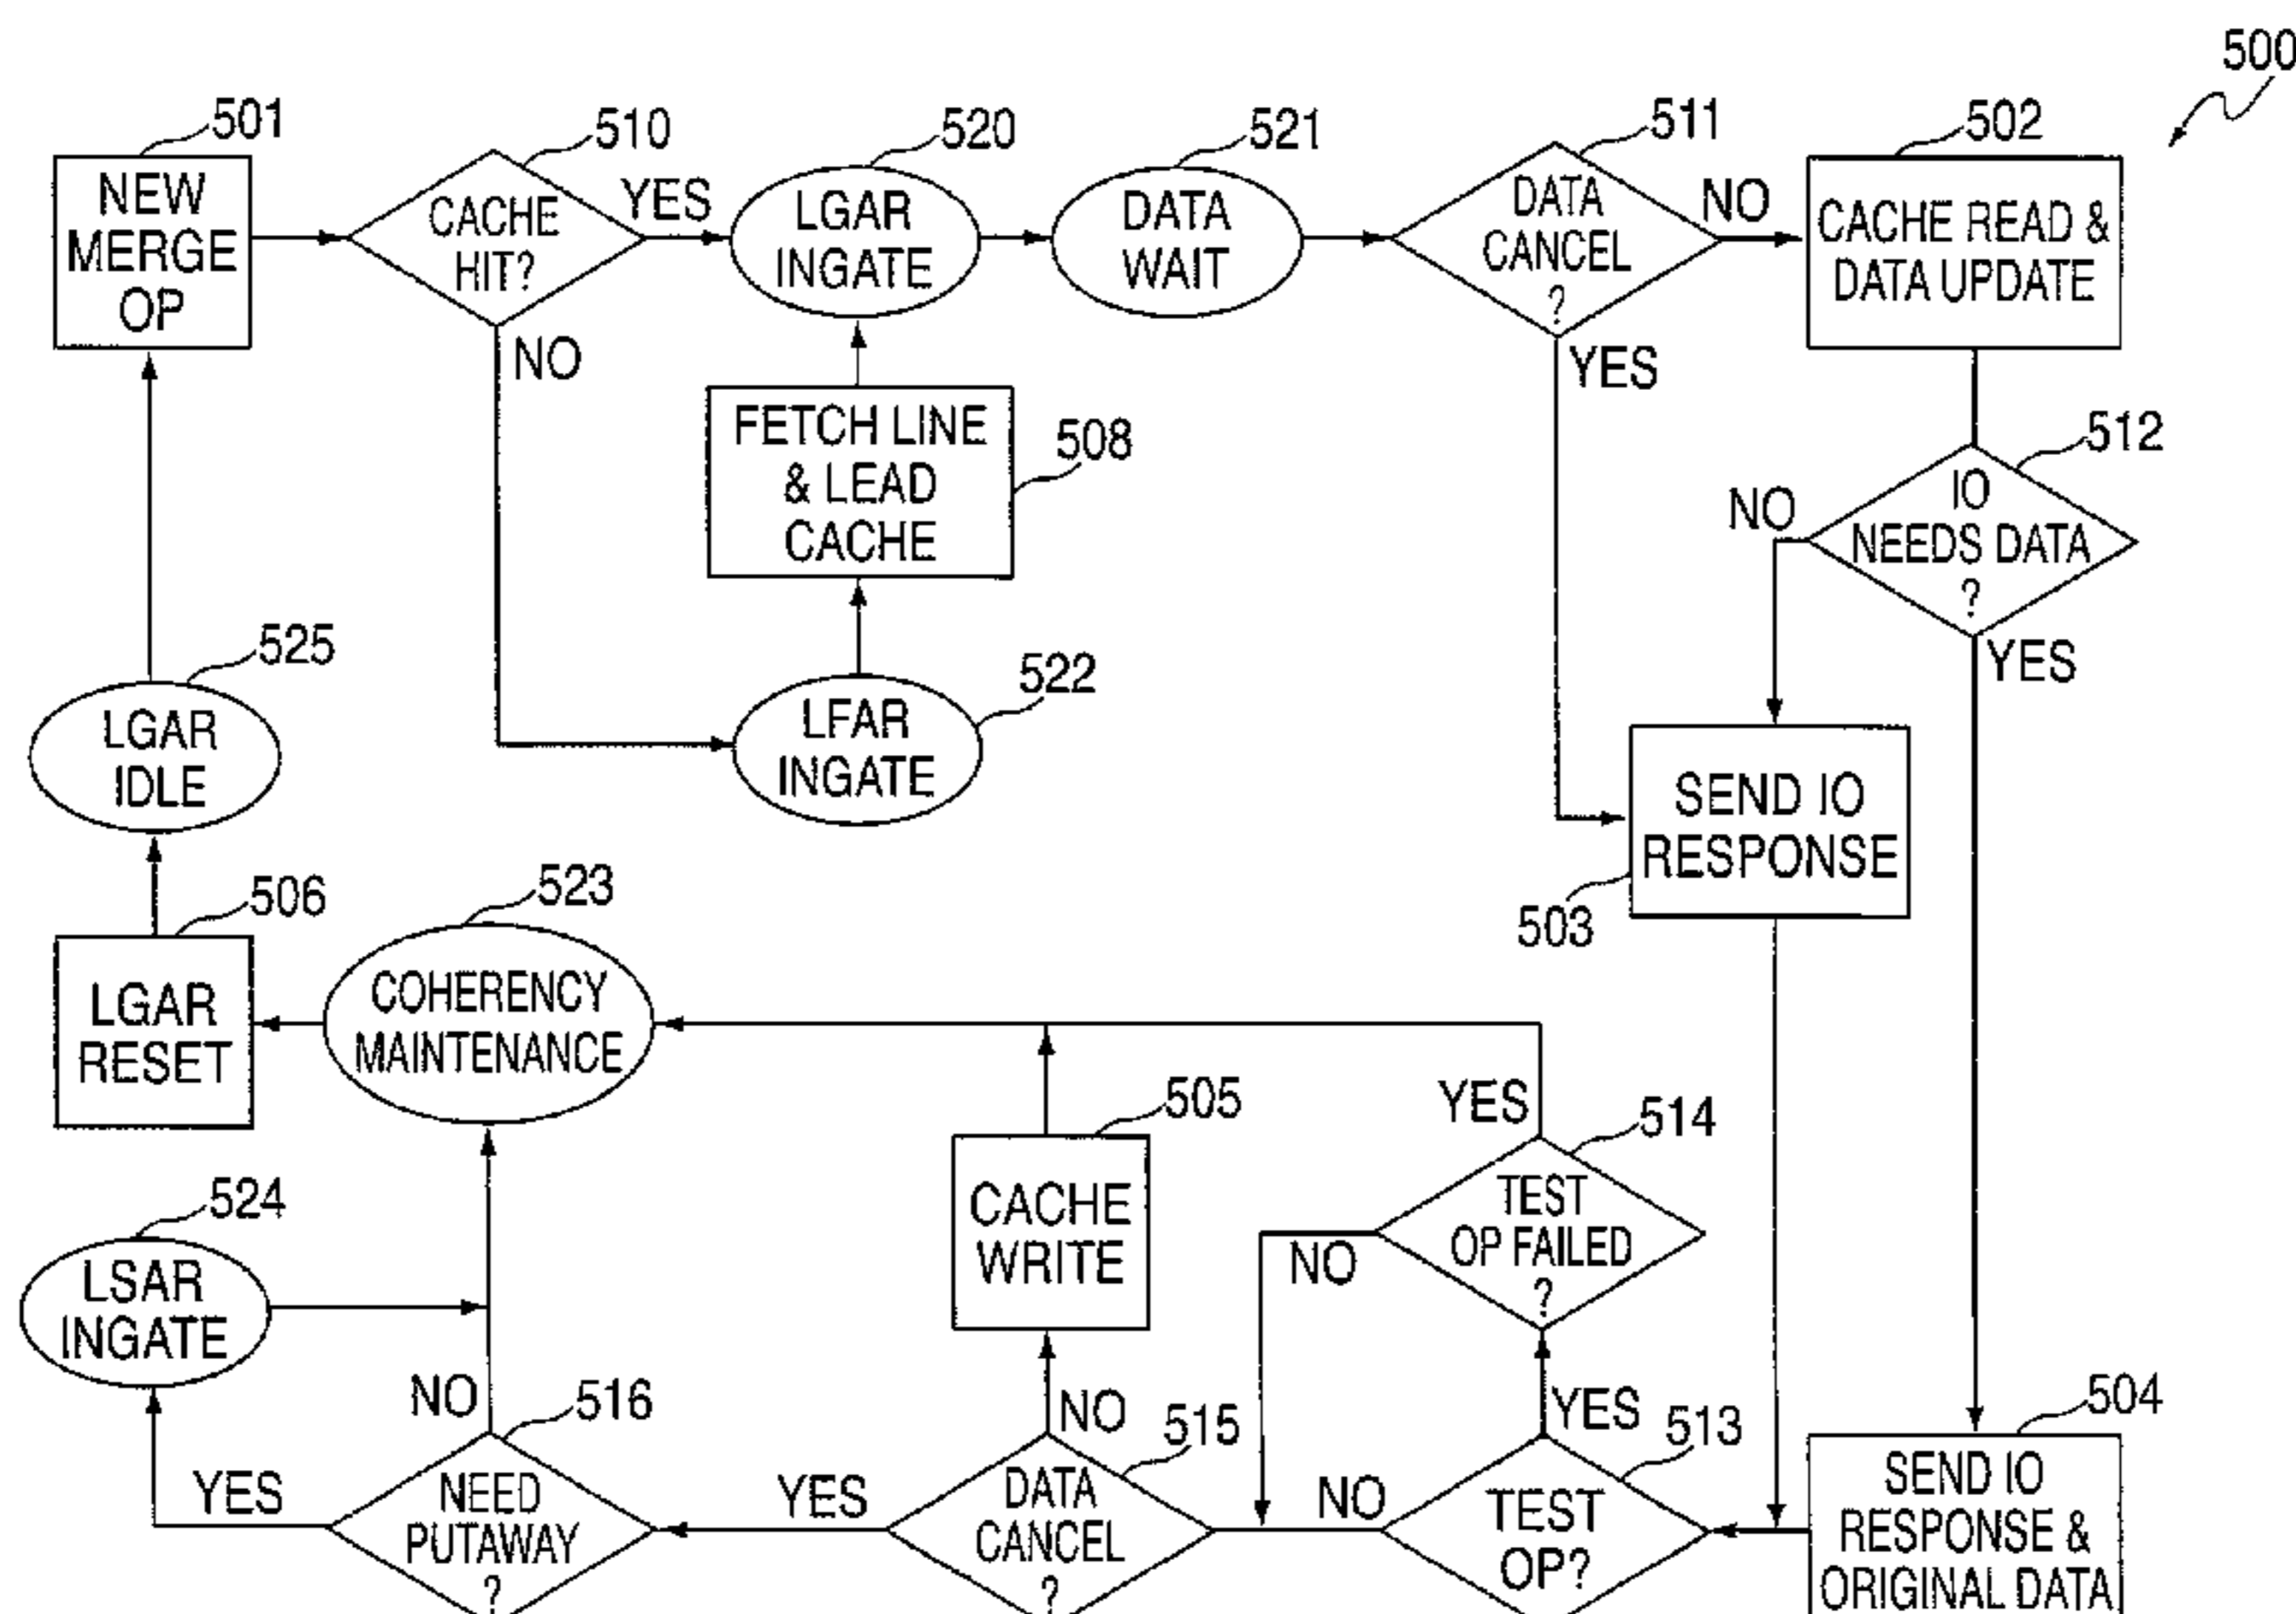 500
501
NEW
MERGE
OP
510
CACHE
HIT?
YES
NO
520
LGAR
INGATE
521
DATA
WAIT
511
DATA
CANCEL
?
NO
YES
502
CACHE READ &
DATA UPDATE
508
FETCH LINE
& LEAD
CACHE
512
IO
NEEDS DATA
?
NO
YES
525
LGAR
IDLE
522
LFAR
INGATE
SEND IO
RESPONSE
503
506
LGAR
RESET
523
COHERENCY
MAINTENANCE
505
CACHE
WRITE
YES
514
TEST
OP FAILED
?
NO
524
LSAR
INGATE
NO
516
YES
NEED
PUTAWAY
?
YES
NO
515
DATA
CANCEL
?
NO
YES
513
TEST
OP?
504
SEND IO
RESPONSE &
ORIGINAL DATA